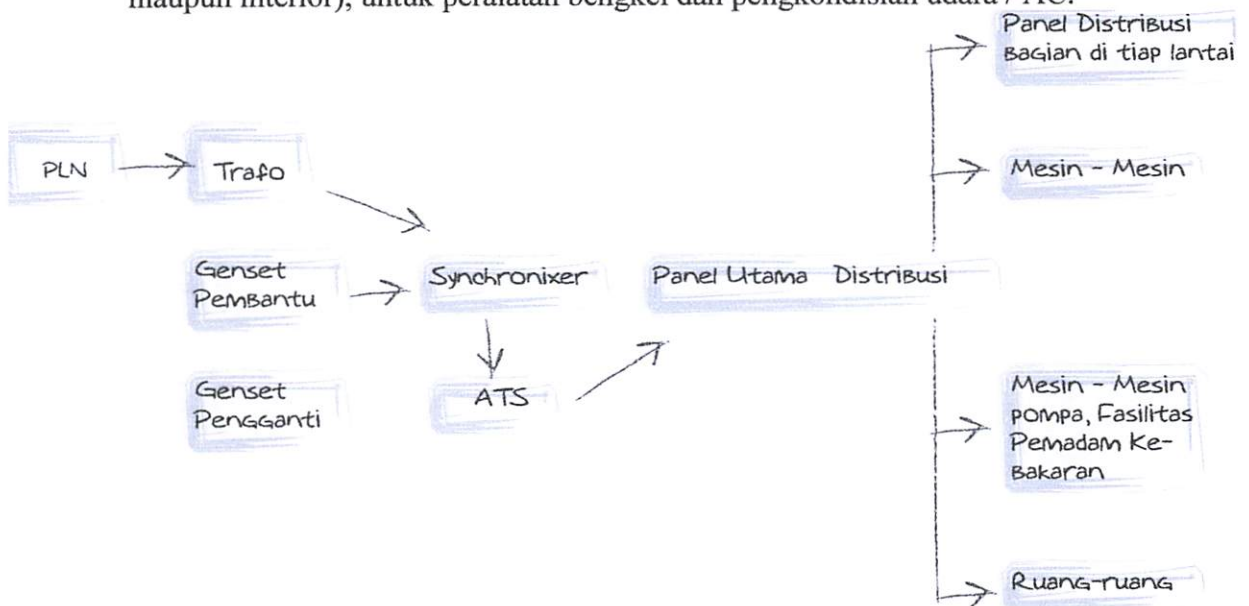 maupun interior), untuk peralatan bengkel dan pengkondisian udara / AC.
Panel Distribusi
Bagian di tiap lantai
PLN
Trafo
Mesin - Mesin
Genset
Pembantu
Synchronixer
Panel Utama Distribusi
Genset
Pengganti
ATS
Mesin - Mesin
pompa, Fasilitas
Pemadam Ke-
Bakaran
Ruang-ruang